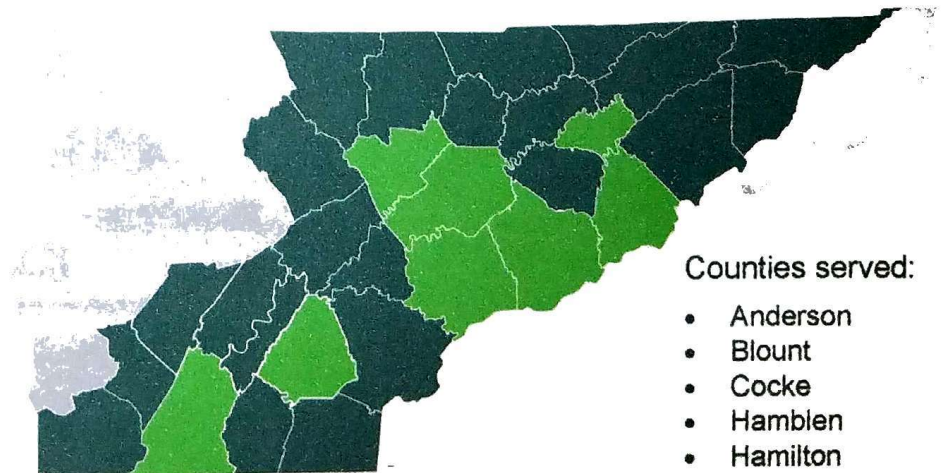 Counties served:
• Anderson
• Blount
• Cocke
• Hamblen
• Hamilton